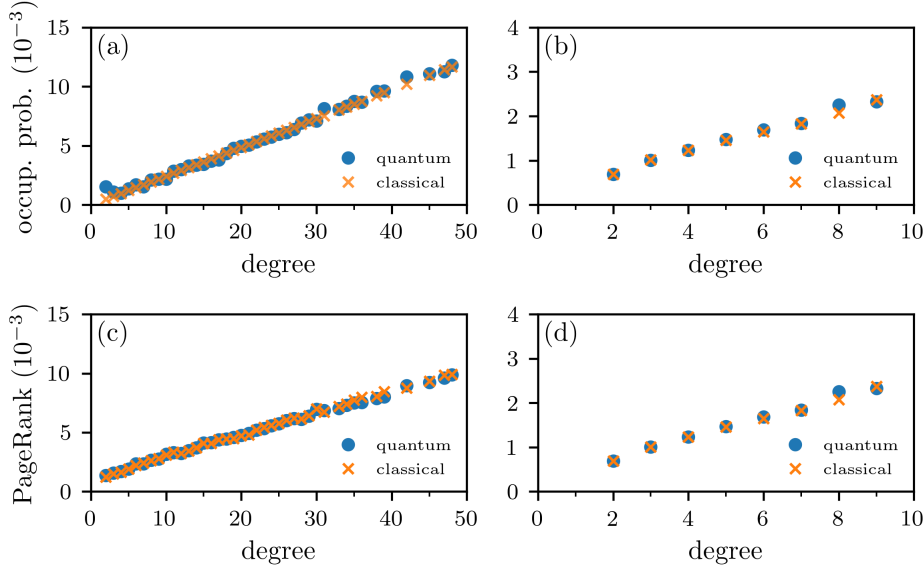 occup. prob. (10⁻³)
15
10
5
0
(a)
quantum
classical
0 10 20 30 40 50
degree
4
3
2
1
0
(b)
quantum
classical
0 2 4 6 8 10
degree
PageRank (10⁻³)
15
10
5
0
(c)
quantum
classical
0 10 20 30 40 50
degree
4
3
2
1
0
(d)
quantum
classical
0 2 4 6 8 10
degree